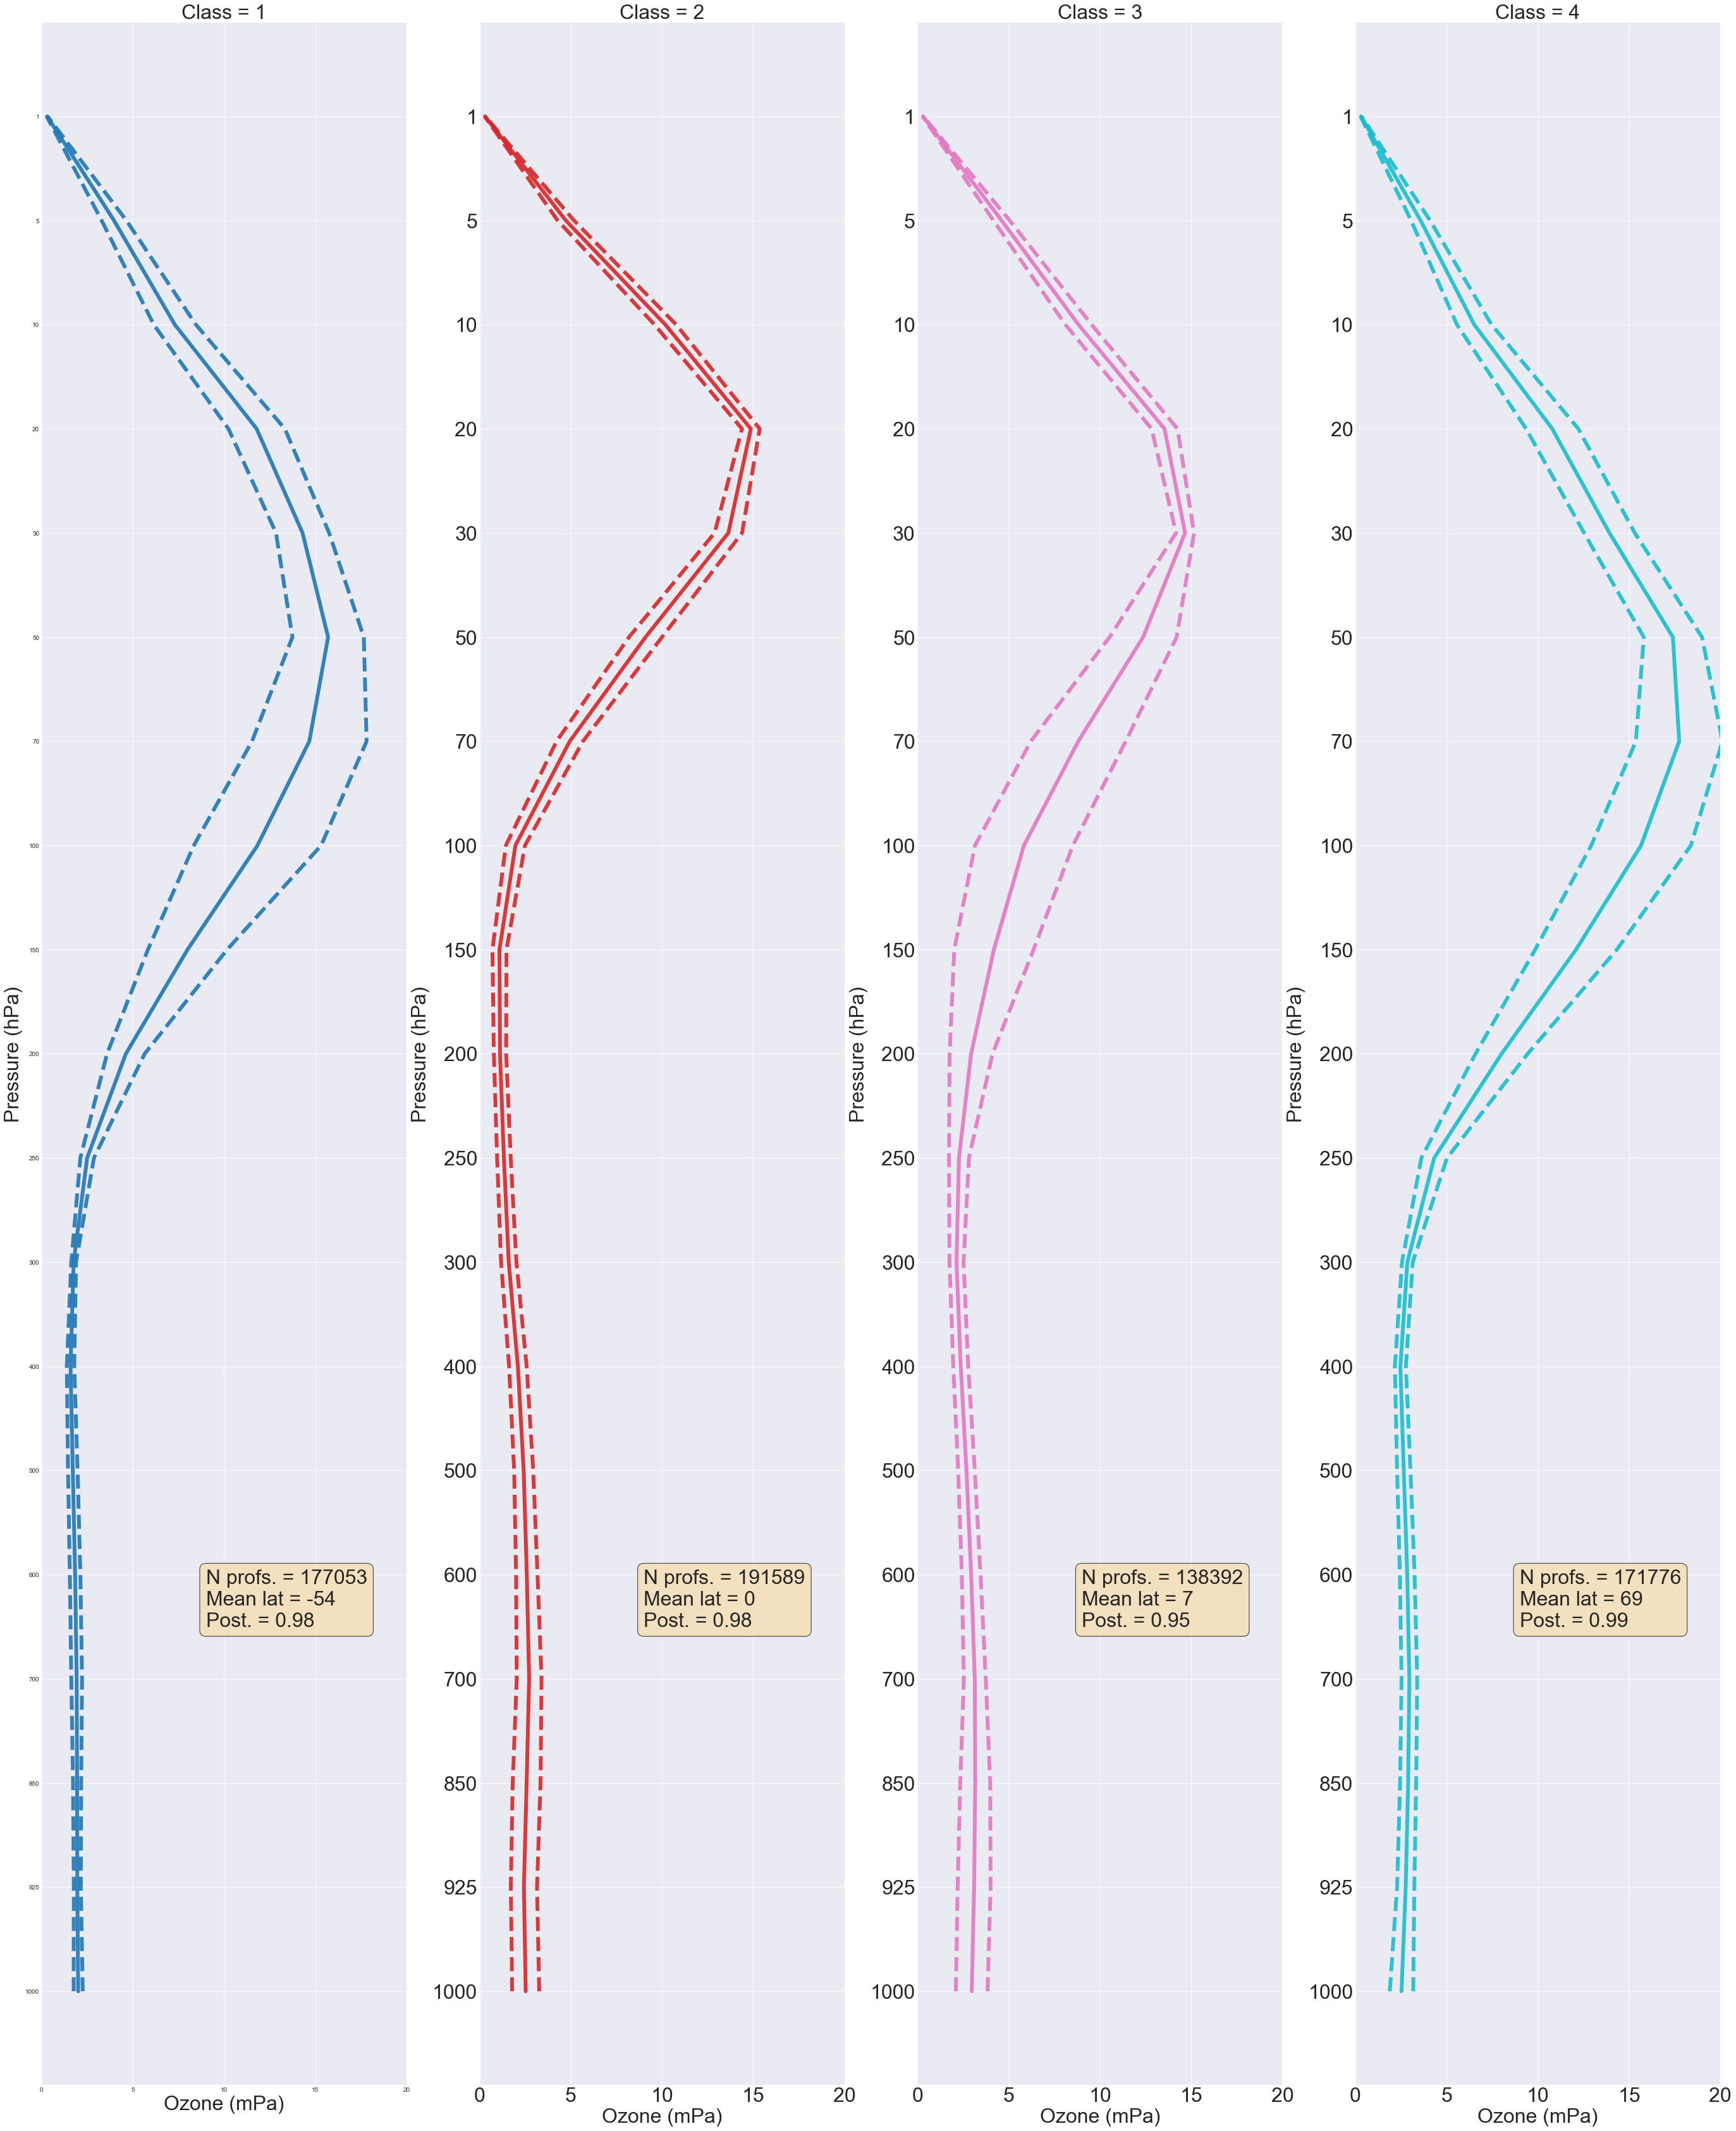 Class = 1
1
5
10
20
30
50
70
100
150
200
250
300
400
500
600
700
850
925
1000
Pressure (hPa)
N profs. = 177053
Mean lat = -54
Post. = 0.98
0 5 10 15 20
Ozone (mPa)
Class = 2
1
5
10
20
30
50
70
100
150
200
250
300
400
500
600
700
850
925
1000
Pressure (hPa)
N profs. = 191589
Mean lat = 0
Post. = 0.98
0 5 10 15 20
Ozone (mPa)
Class = 3
1
5
10
20
30
50
70
100
150
200
250
300
400
500
600
700
850
925
1000
Pressure (hPa)
N profs. = 138392
Mean lat = 7
Post. = 0.95
0 5 10 15 20
Ozone (mPa)
Class = 4
1
5
10
20
30
50
70
100
150
200
250
300
400
500
600
700
850
925
1000
Pressure (hPa)
N profs. = 171776
Mean lat = 69
Post. = 0.99
0 5 10 15 20
Ozone (mPa)